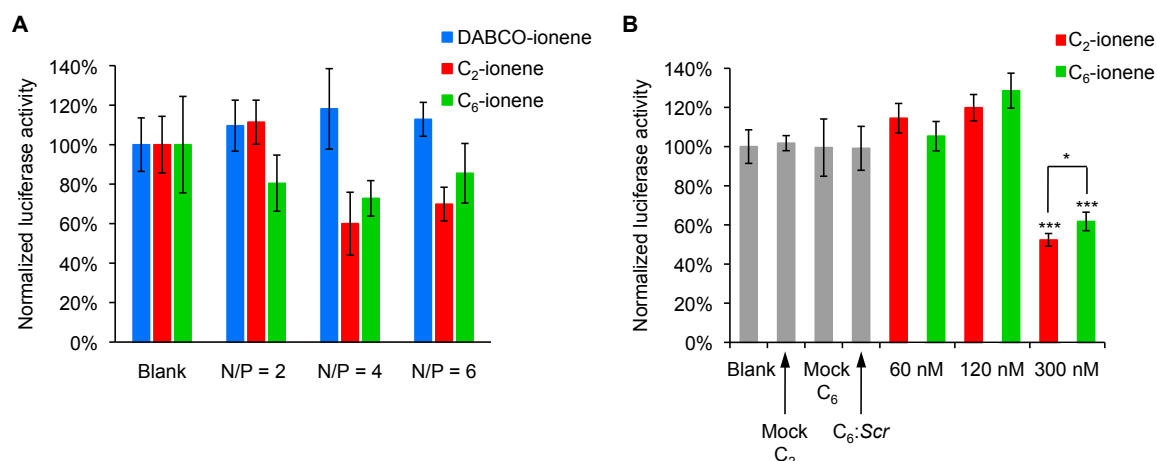 A
DABCO-ionene
C2-ionene
C6-ionene
Normalized luciferase activity
140%
120%
100%
80%
60%
40%
20%
0%
Blank
N/P = 2
N/P = 4
N/P = 6
B
C2-ionene
C6-ionene
Normalized luciferase activity
140%
120%
100%
80%
60%
40%
20%
0%
*
***
***
Blank
Mock
C6
60 nM
120 nM
300 nM
Mock
C2
C6:Scr